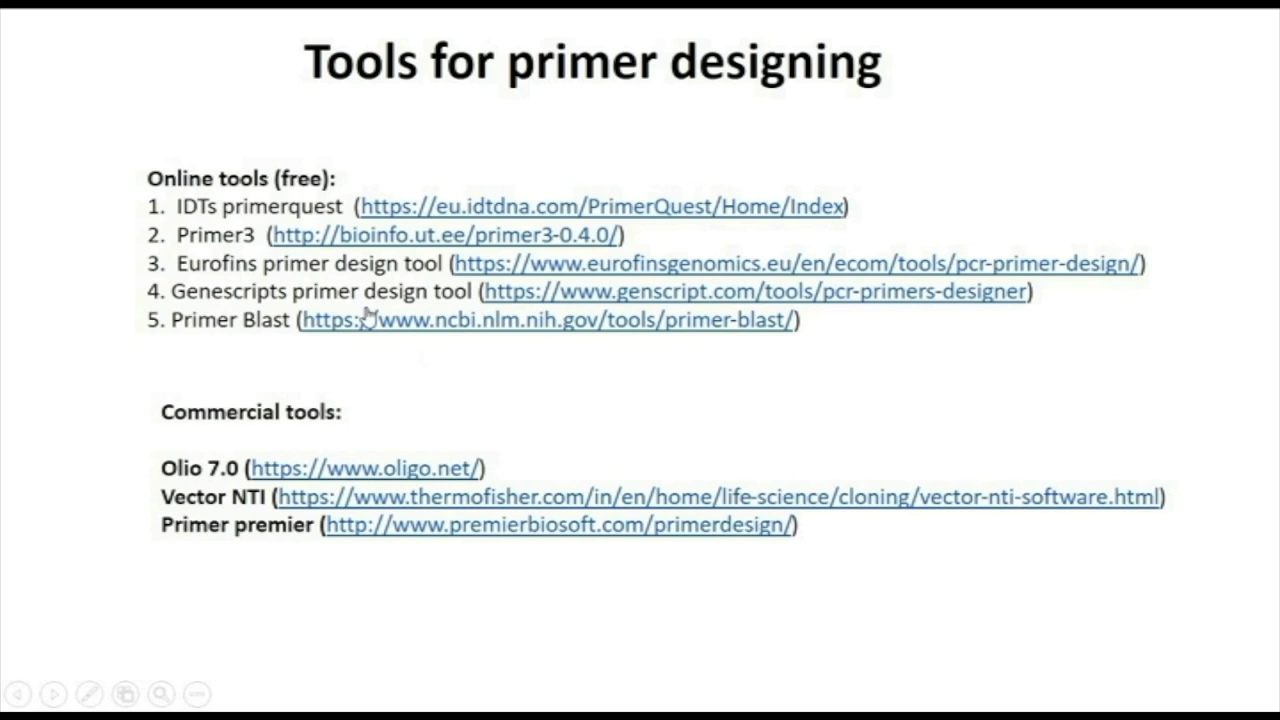 Tools for primer designing
Online tools (free):
1. IDTs primerquest (https://eu.idtdna.com/PrimerQuest/Home/Index)
2. Primer3 (http://bioinfo.ut.ee/primer3-0.4.0/)
3. Eurofins primer design tool (https://www.eurofinsgenomics.eu/en/ecom/tools/pcr-primer-design/)
4. Genescripts primer design tool (https://www.genscript.com/tools/pcr-primers-designer)
5. Primer Blast (https://www.ncbi.nlm.nih.gov/tools/primer-blast/)
Commercial tools:
Olio 7.0 (https://www.oligo.net/)
Vector NTI (https://www.thermofisher.com/in/en/home/life-science/cloning/vector-nti-software.html)
Primer premier (http://www.premierbiosoft.com/primerdesign/)